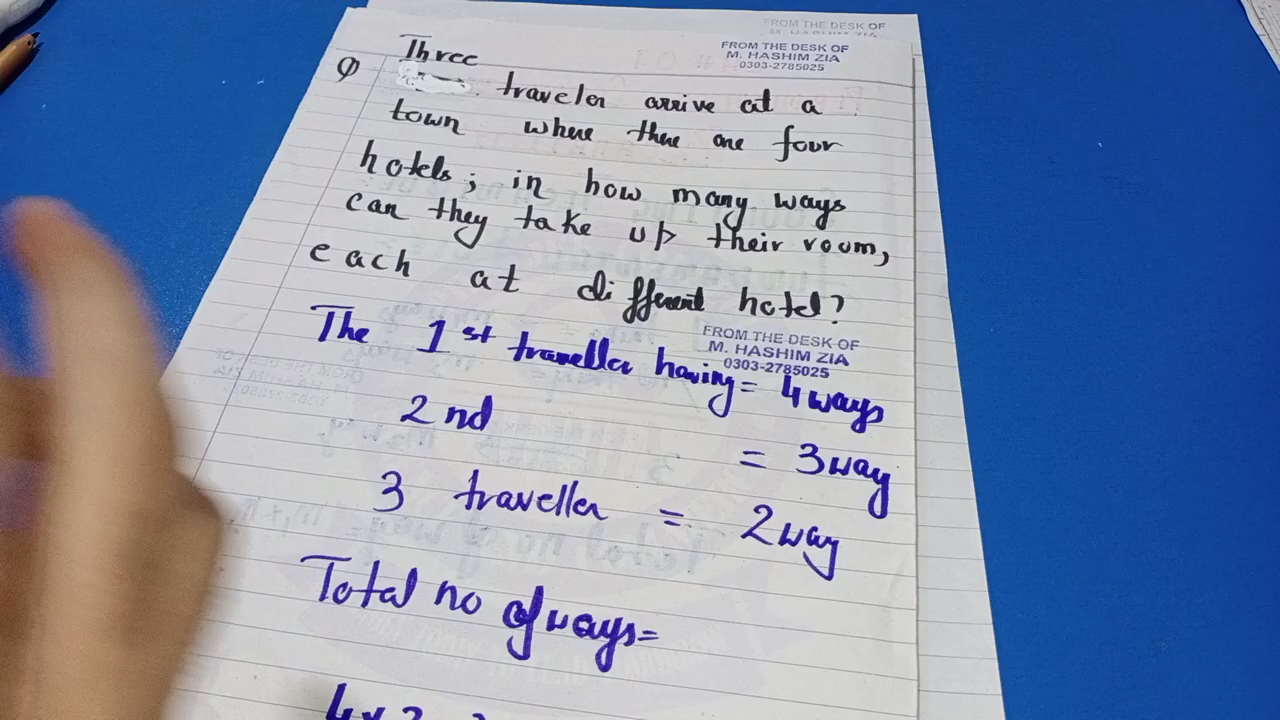 FROM THE DESK OF
FROM THE DESK OF
M. HASHIM ZIA
0303-2785025
Three
Q traveler arrive at a
town where there are four
hotels; in how many ways
can they take up their room,
each at different hotel?
FROM THE DESK OF
M. HASHIM ZIA
0303-2785025
The 1st traveller having = 4 ways
2nd = 3 way
3 traveller = 2 way
Total no of ways =